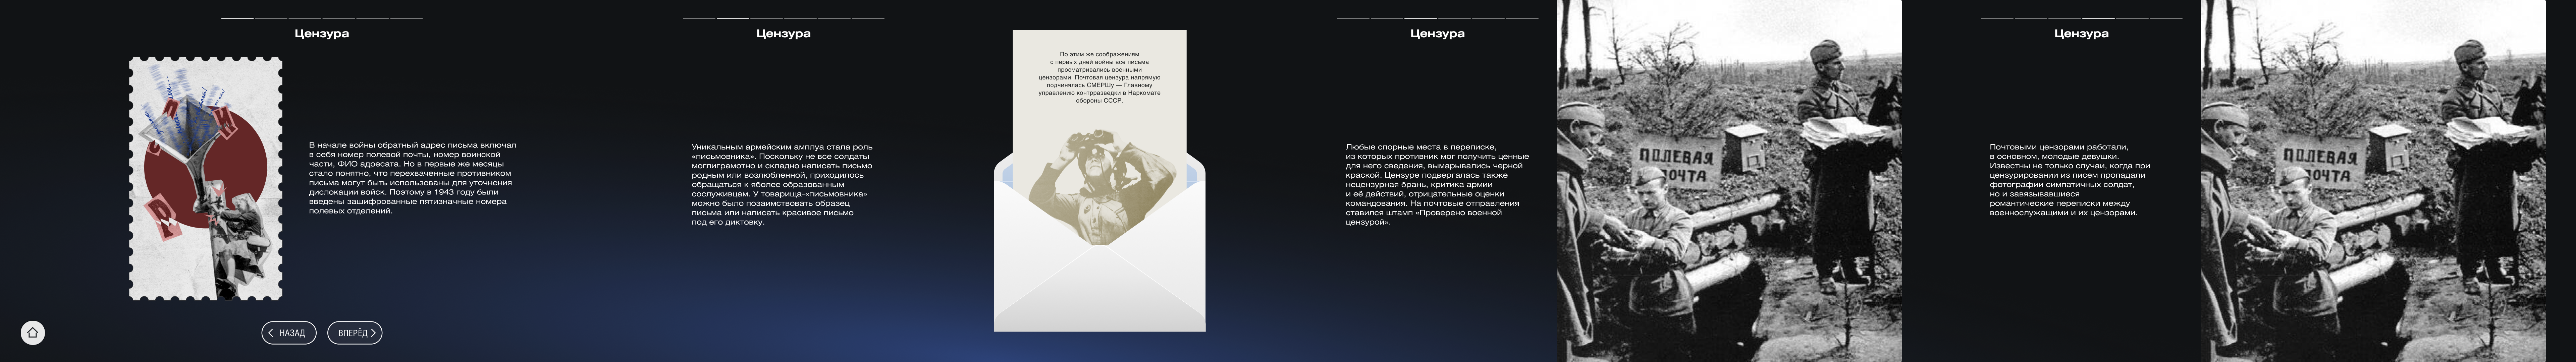 Цензура
В начале войны обратный адрес письма включал
в себя номер полевой почты, номер воинской
части, ФИО адресата. Но в первые же месяцы
стало понятно, что перехваченные противником
письма могут быть использованы для уточнения
дислокации войск. Поэтому в 1943 году были
введены зашифрованные пятизначные номера
полевых отделений.
НАЗАД
ВПЕРЁД
Цензура
Уникальным армейским амплуа стала роль
«письмовника». Поскольку не все солдаты
моглиграмотно и складно написать письмо
родным или возлюбленной, приходилось
обращаться к яболее образованным
сослуживцам. У товарища-«письмовника»
можно было позаимствовать образец
письма или написать красивое письмо
под его диктовку.
По этим же соображениям
с первых дней войны все письма
просматривались военными
цензорами. Почтовая цензура напрямую
подчинялась СМЕРШу — Главному
управлению контрразведки в Наркомате
обороны СССР.
Цензура
Любые спорные места в переписке,
из которых противник мог получить ценные
для него сведения, вымарывались черной
краской. Цензуре подвергалась также
нецензурная брань, критика армии
и её действий, отрицательные оценки
командования. На почтовые отправления
ставился штамп «Проверено военной
цензурой».
ПОЛЕВАЯ
ПОЧТА
Цензура
Почтовыми цензорами работали,
в основном, молодые девушки.
Известны не только случаи, когда при
цензурировании из писем пропадали
фотографии симпатичных солдат,
но и завязывавшиеся
романтические переписки между
военнослужащими и их цензорами.
ПОЛЕВАЯ
ПОЧТА